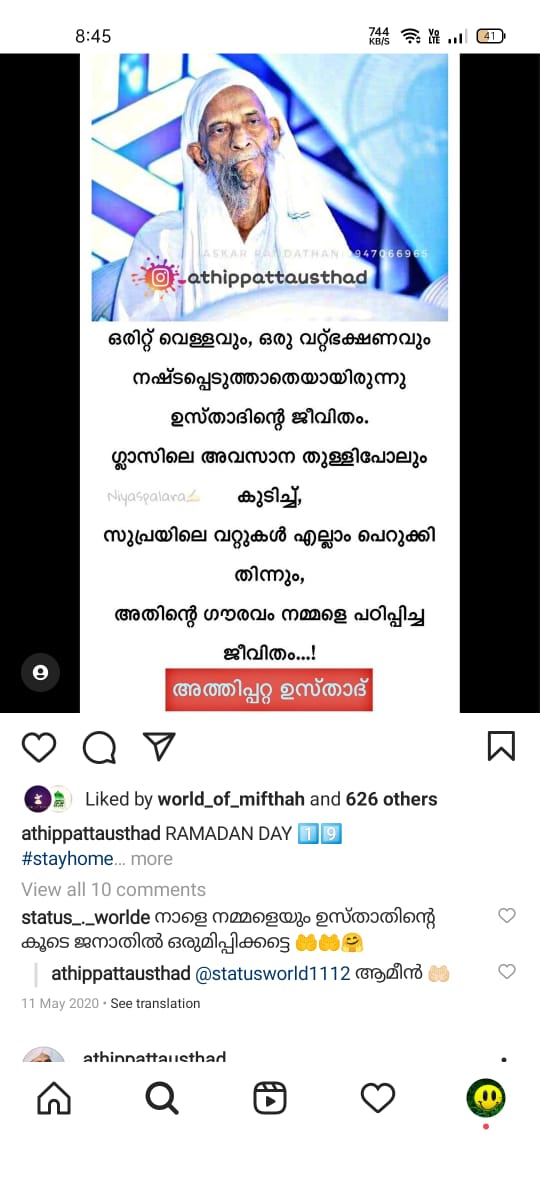 8:45
744 KB/S Vo LTE 41
ASKAR
athippattausthad
ഒരിറ്റ് വെള്ളവും, ഒരു വറ്റ്ഭക്ഷണവും
നഷ്ടപ്പെടുത്താതെയായിരുന്നു
ഉസ്താദിന്റെ ജീവിതം.
ഗ്ലാസിലെ അവസാന തുള്ളിപോലും
Niyaspalara✍🏻 കുടിച്ച്,
സുപ്രയിലെ വറ്റുകൾ എല്ലാം പെറുക്കി
തിന്നും,
അതിന്റെ ഗൗരവം നമ്മളെ പഠിപ്പിച്ച
ജീവിതം...!
അത്തിപ്പറ്റ ഉസ്താദ്
Liked by world_of_mifthah and 626 others
athippattausthad RAMADAN DAY 1️⃣9️⃣
#stayhome... more
View all 10 comments
status_._worlde നാളെ നമ്മളെയും ഉസ്താതിന്റെ
കൂടെ ജനാതിൽ ഒരുമിപ്പിക്കട്ടെ 🤲🤲🤗
athippattausthad @statusworld1112 ആമീൻ 🤲🏻
11 May 2020 • See translation
athippattausthad